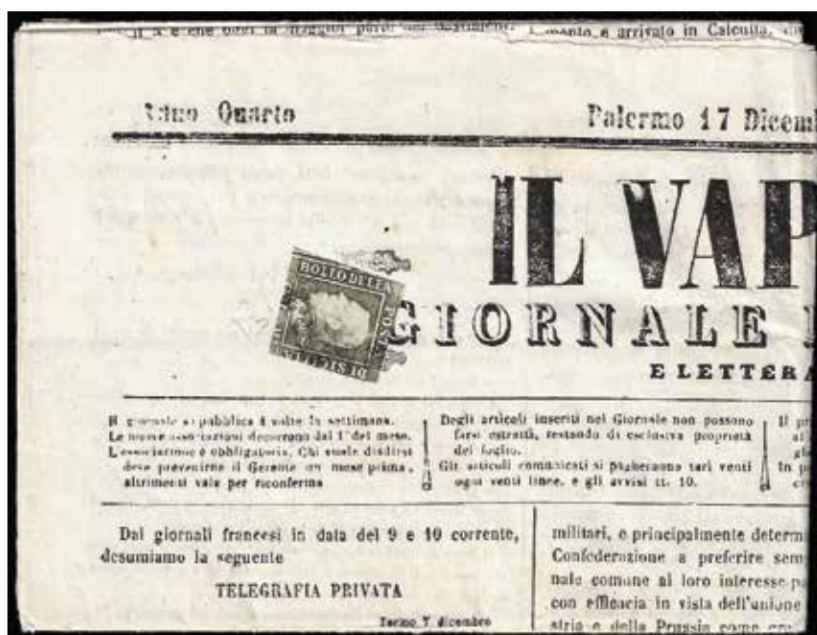 arrivato in Calcutta,
Anno Quarto
Palermo 17 Dicem
IL VAP
GIORNALE
E LETTERA
BOLLO DELLA
POSTA
DI SICILIA
Il giornale si pubblica 4 volte la settimana.
Le nuove associazioni decorrono dal 1° del mese.
L'associazione è obbligatoria. Chi vuole disdirsi
deve prevenirne il Gerente un mese prima,
altrimenti vale per riconferma
Degli articoli inseriti nel Giornale non possono
farsi estratti, restando di esclusiva proprietà
del foglio.
Gli articoli comunicati si pagheranno tarì venti
ogni venti linee, e gli avvisi tt. 10.
Dai giornali francesi in data del 9 e 10 corrente,
desumiamo la seguente
TELEGRAFIA PRIVATA
Torino 7 dicembre
militari, e principalmente determ
Confederazione a preferire sem
nale comune al loro interesse pa
con efficacia in vista dell'unione
stria e della Prussia come